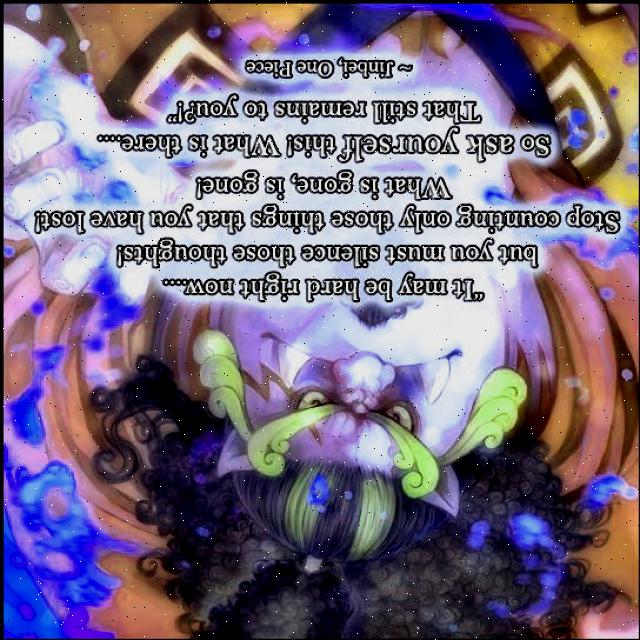 "It may be hard right now....
but you must silence those thoughts!
Stop counting only those things that you have lost!
What is gone, is gone!
So ask yourself this! What is there....
That still remains to you?!"
~ Jinbei, One Piece